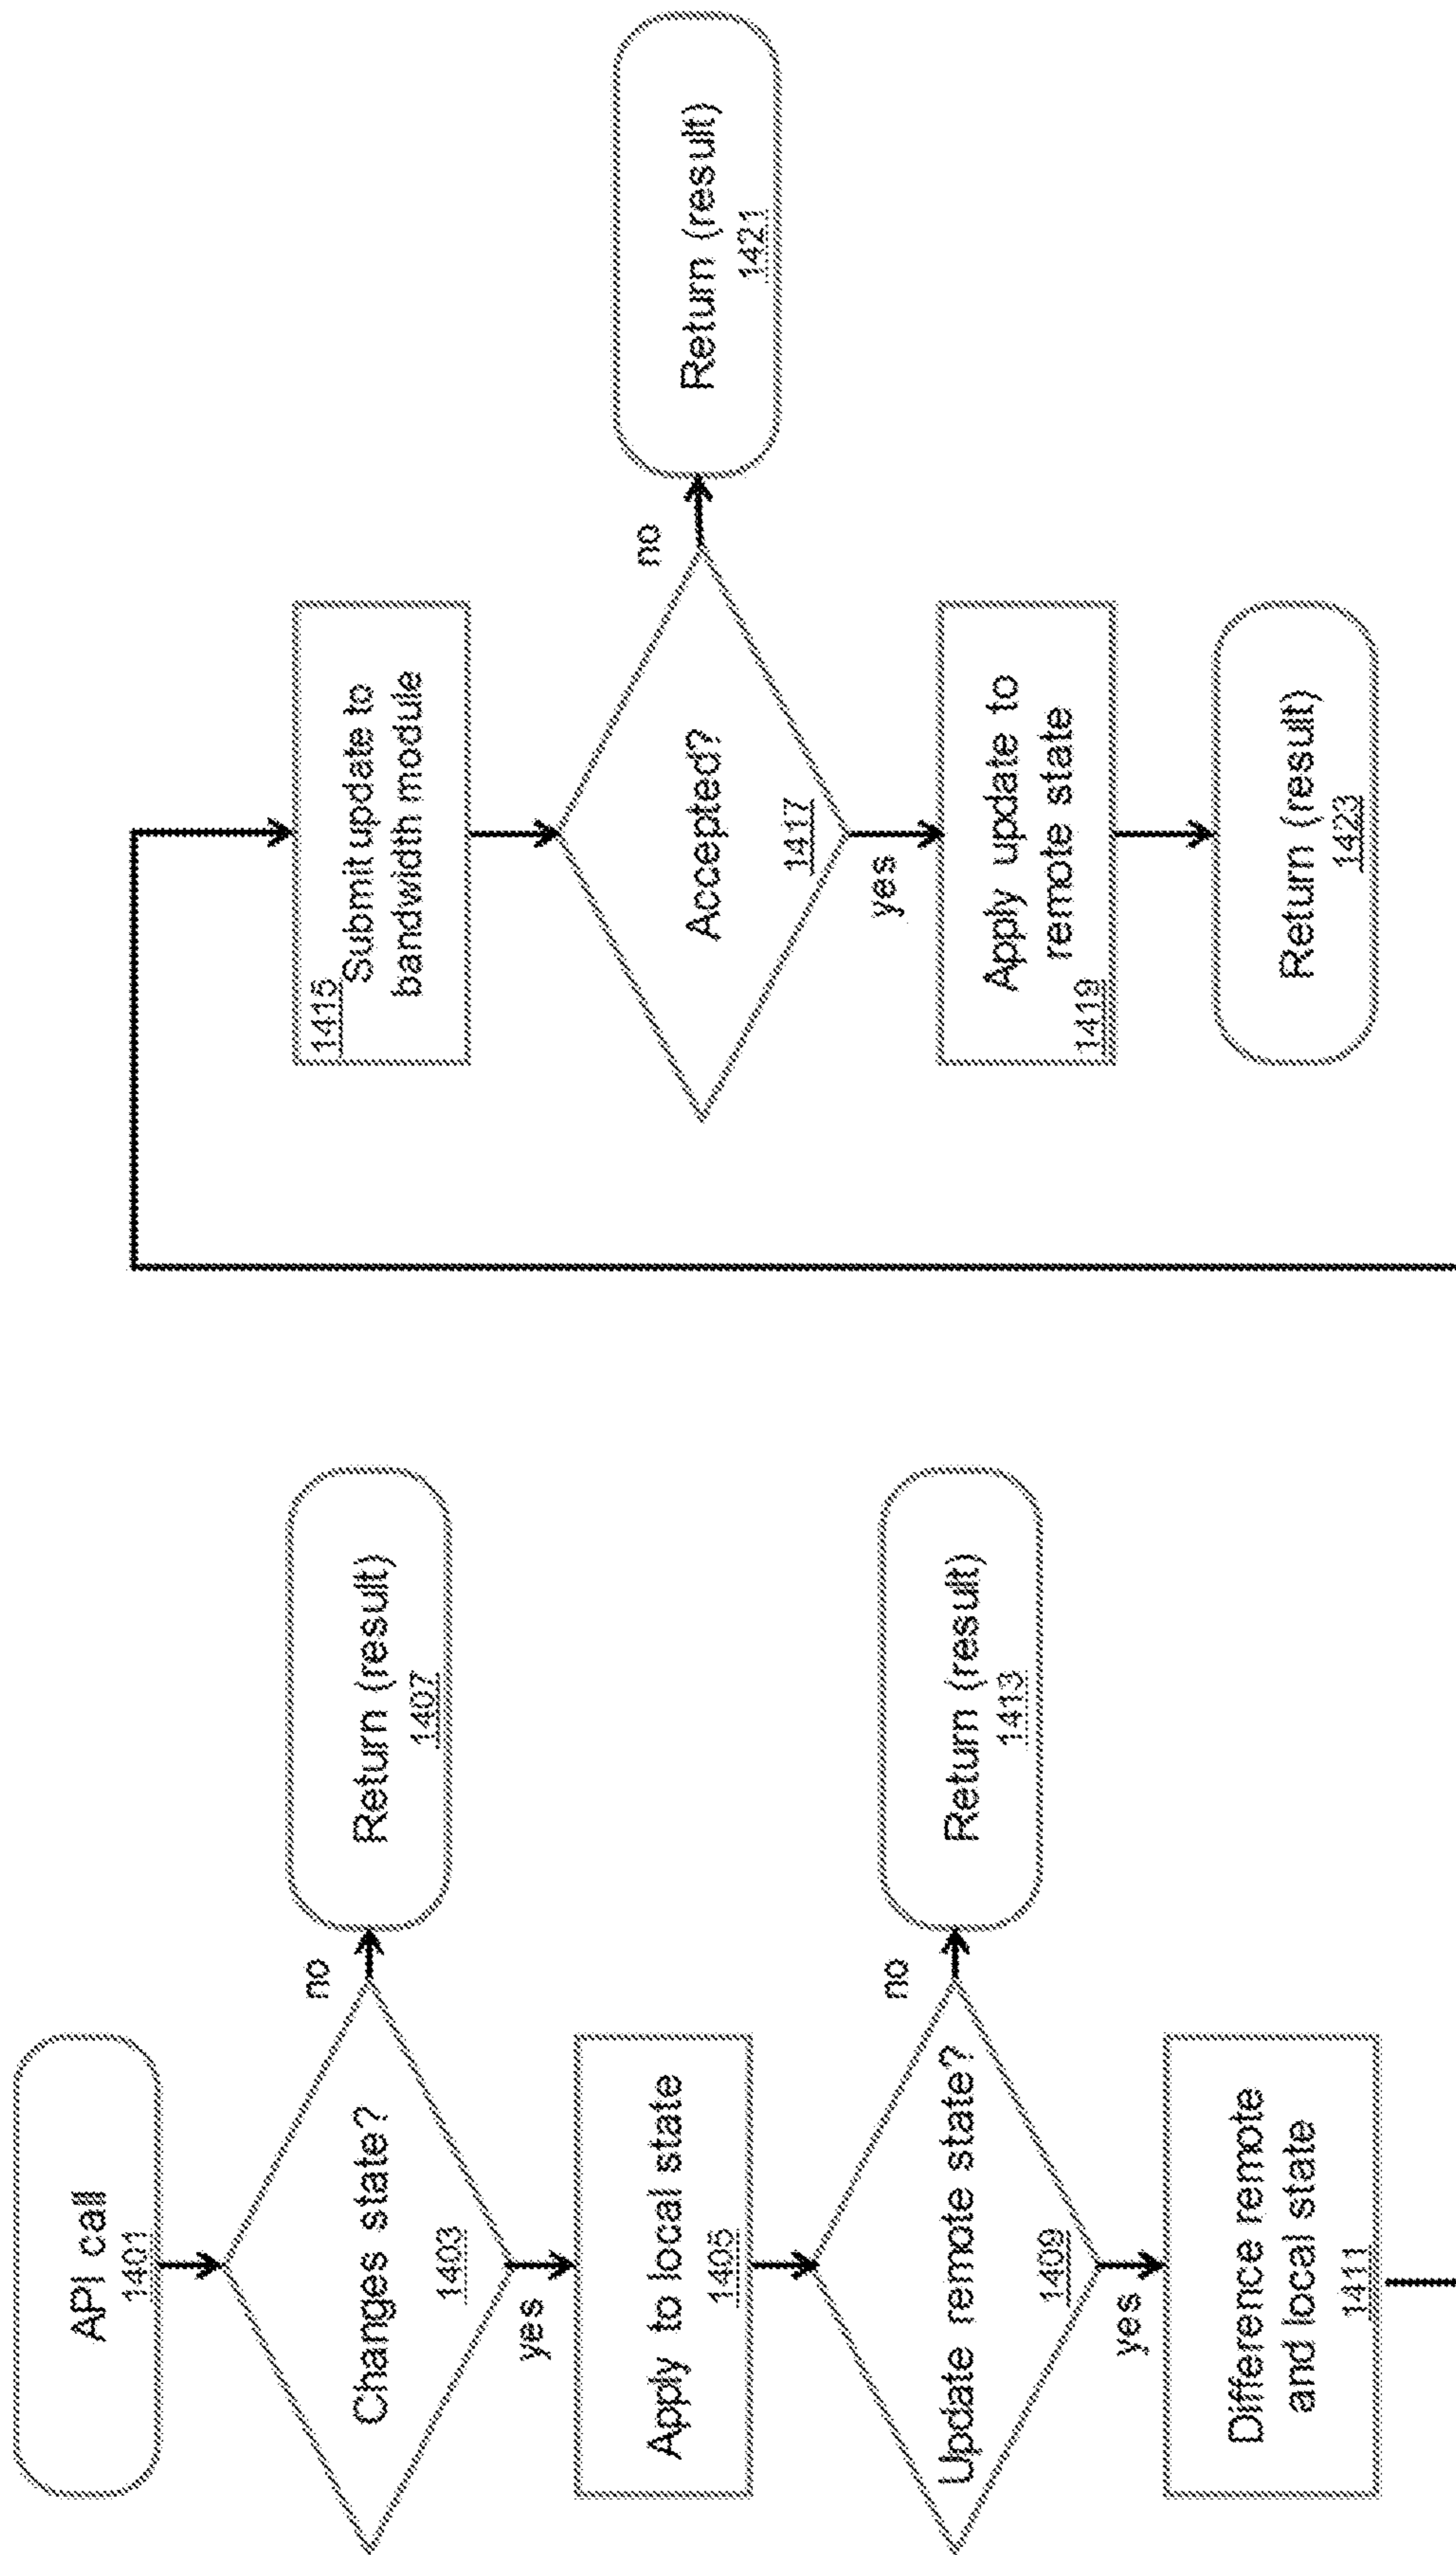 API call
1401
Changes state?
1403
no
Return (result)
1407
yes
Apply to local state
1405
Update remote state?
1409
no
Return (result)
1413
yes
Difference remote
and local state
1411
1415
Submit update to
bandwidth module
Accepted?
1417
no
Return (result)
1421
yes
Apply update to
remote state
1419
Return (result)
1423